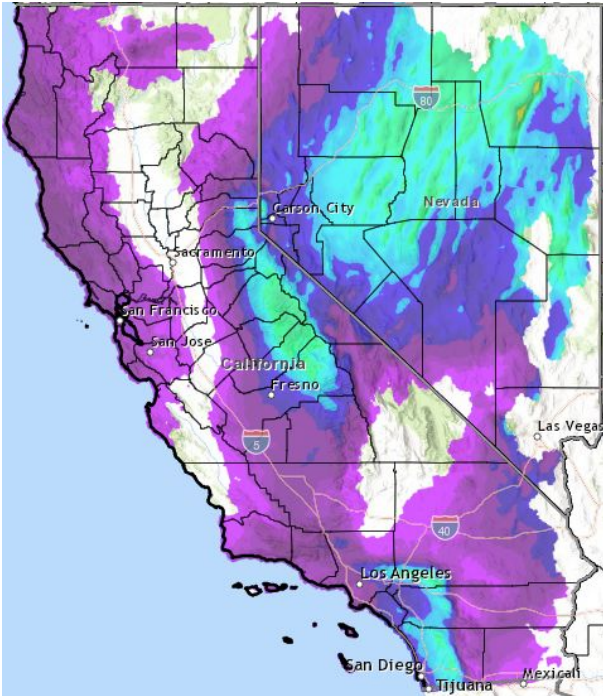 80
Nevada
Carson City
Sacramento
San Francisco
San Jose
California
Fresno
Las Vegas
5
40
Los Angeles
San Diego
Tijuana
Mexicali